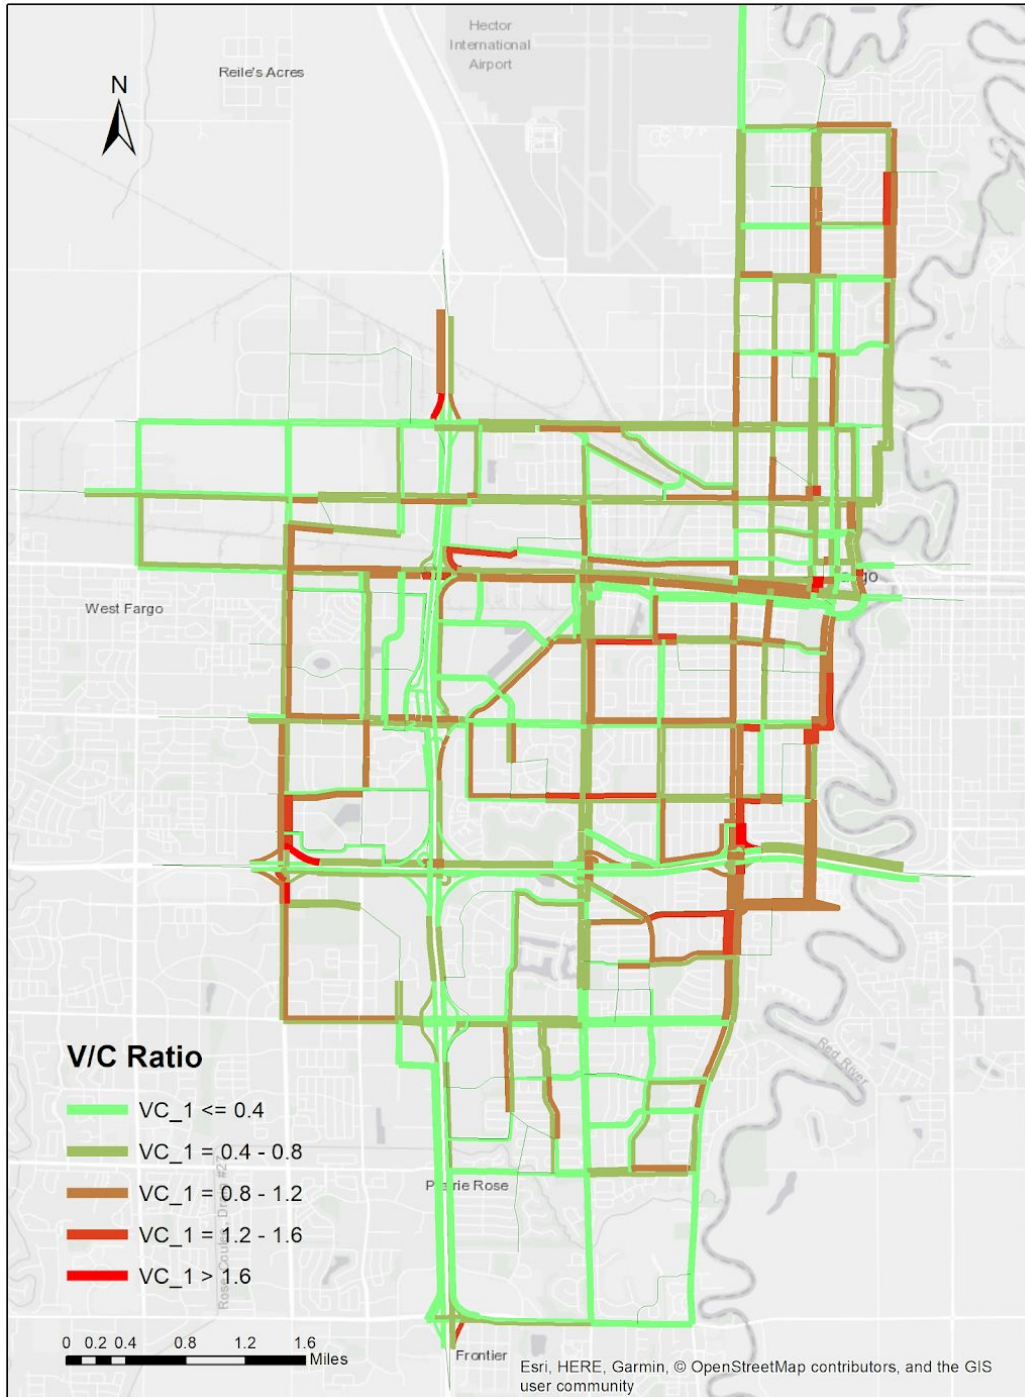 Hector
International
Airport
Reile's Acres
N
West Fargo
Red River
V/C Ratio
VC_1 <= 0.4
VC_1 = 0.4 - 0.8
VC_1 = 0.8 - 1.2
VC_1 = 1.2 - 1.6
VC_1 > 1.6
Prairie Rose
0 0.2 0.4 0.8 1.2 1.6
Miles
Frontier
Esri, HERE, Garmin, © OpenStreetMap contributors, and the GIS
user community